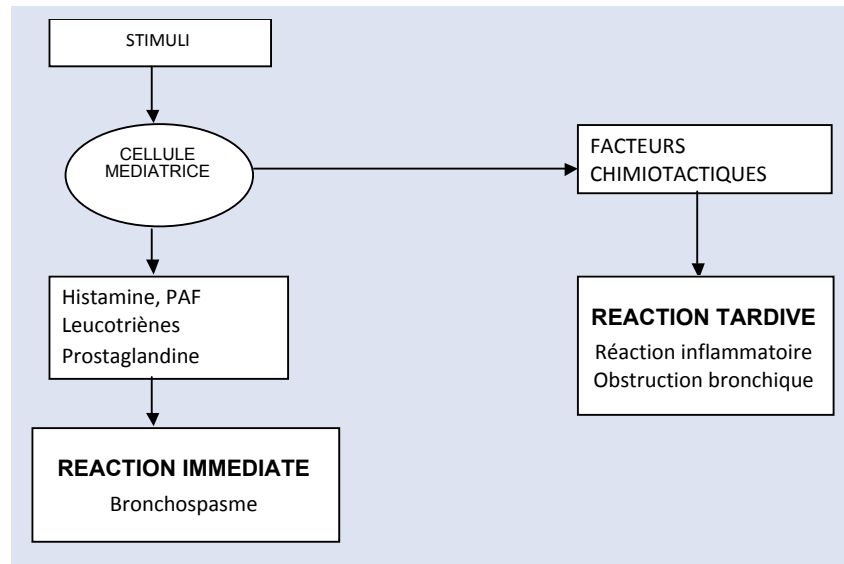 STIMULI
CELLULE
MEDIATRICE
FACTEURS
CHIMIOTACTIQUES
Histamine, PAF
Leucotriènes
Prostaglandine
REACTION TARDIVE
Réaction inflammatoire
Obstruction bronchique
REACTION IMMEDIATE
Bronchospasme